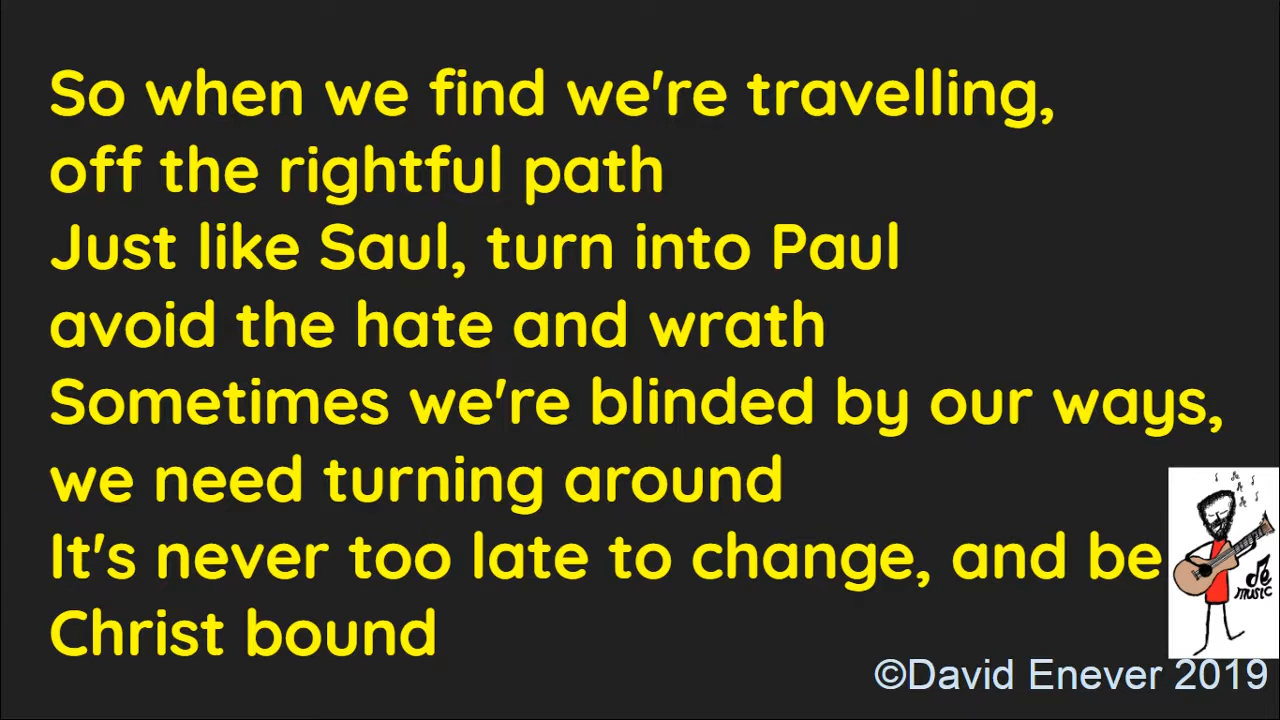 So when we find we're travelling,
off the rightful path
Just like Saul, turn into Paul
avoid the hate and wrath
Sometimes we're blinded by our ways,
we need turning around
It's never too late to change, and be
Christ bound
de
music
©David Enever 2019